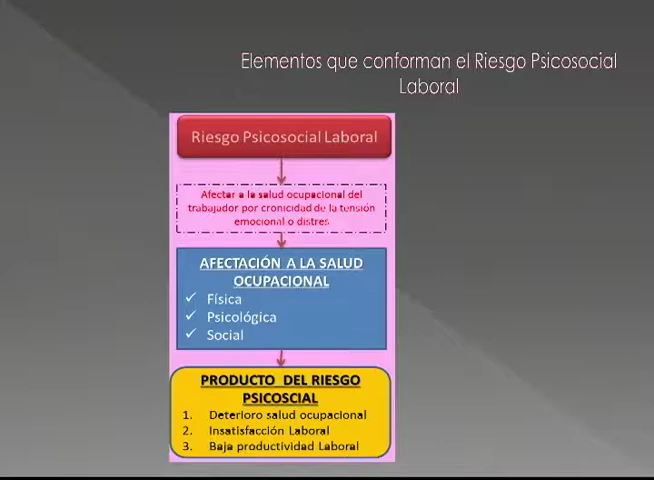 Elementos que conforman el Riesgo Psicosocial
Laboral
Riesgo Psicosocial Laboral
Afectar a la salud ocupacional del
trabajador por cronicidad de la tensión
emocional o distres
AFECTACIÓN A LA SALUD
OCUPACIONAL
✓ Física
✓ Psicológica
✓ Social
PRODUCTO DEL RIESGO
PSICOSCIAL
1. Deterioro salud ocupacional
2. Insatisfacción Laboral
3. Baja productividad Laboral